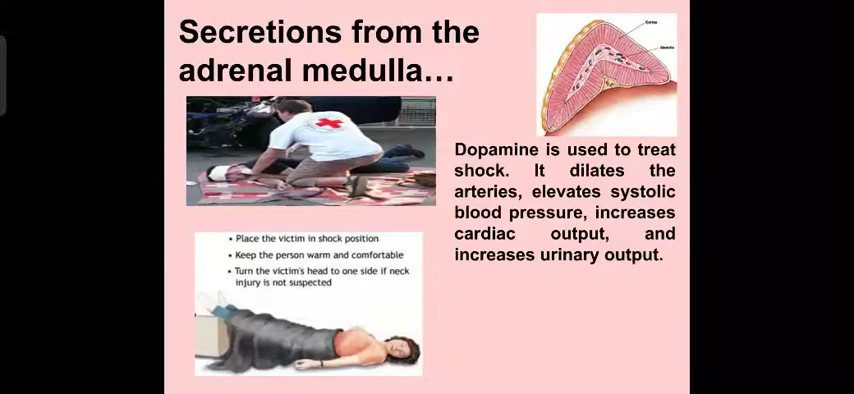 Secretions from the
adrenal medulla...
Cortex
Medulla
Dopamine is used to treat
shock. It dilates the
arteries, elevates systolic
blood pressure, increases
cardiac output, and
increases urinary output.
• Place the victim in shock position
• Keep the person warm and comfortable
• Turn the victim's head to one side if neck
injury is not suspected